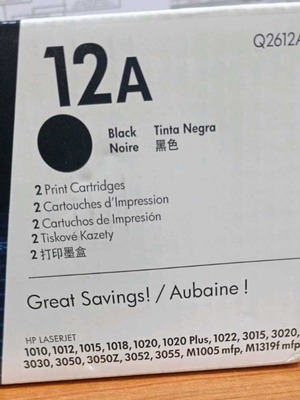 Q2612A
12A
Black Tinta Negra
Noire 黑色
2 Print Cartridges
2 Cartouches d'Impression
2 Cartuchos de Impresión
2 Tiskové Kazety
2 打印墨盒
Great Savings! / Aubaine !
HP LASERJET
1010, 1012, 1015, 1018, 1020, 1020 Plus, 1022, 3015, 3020,
3030, 3050, 3050Z, 3052, 3055, M1005 mfp, M1319f mfp